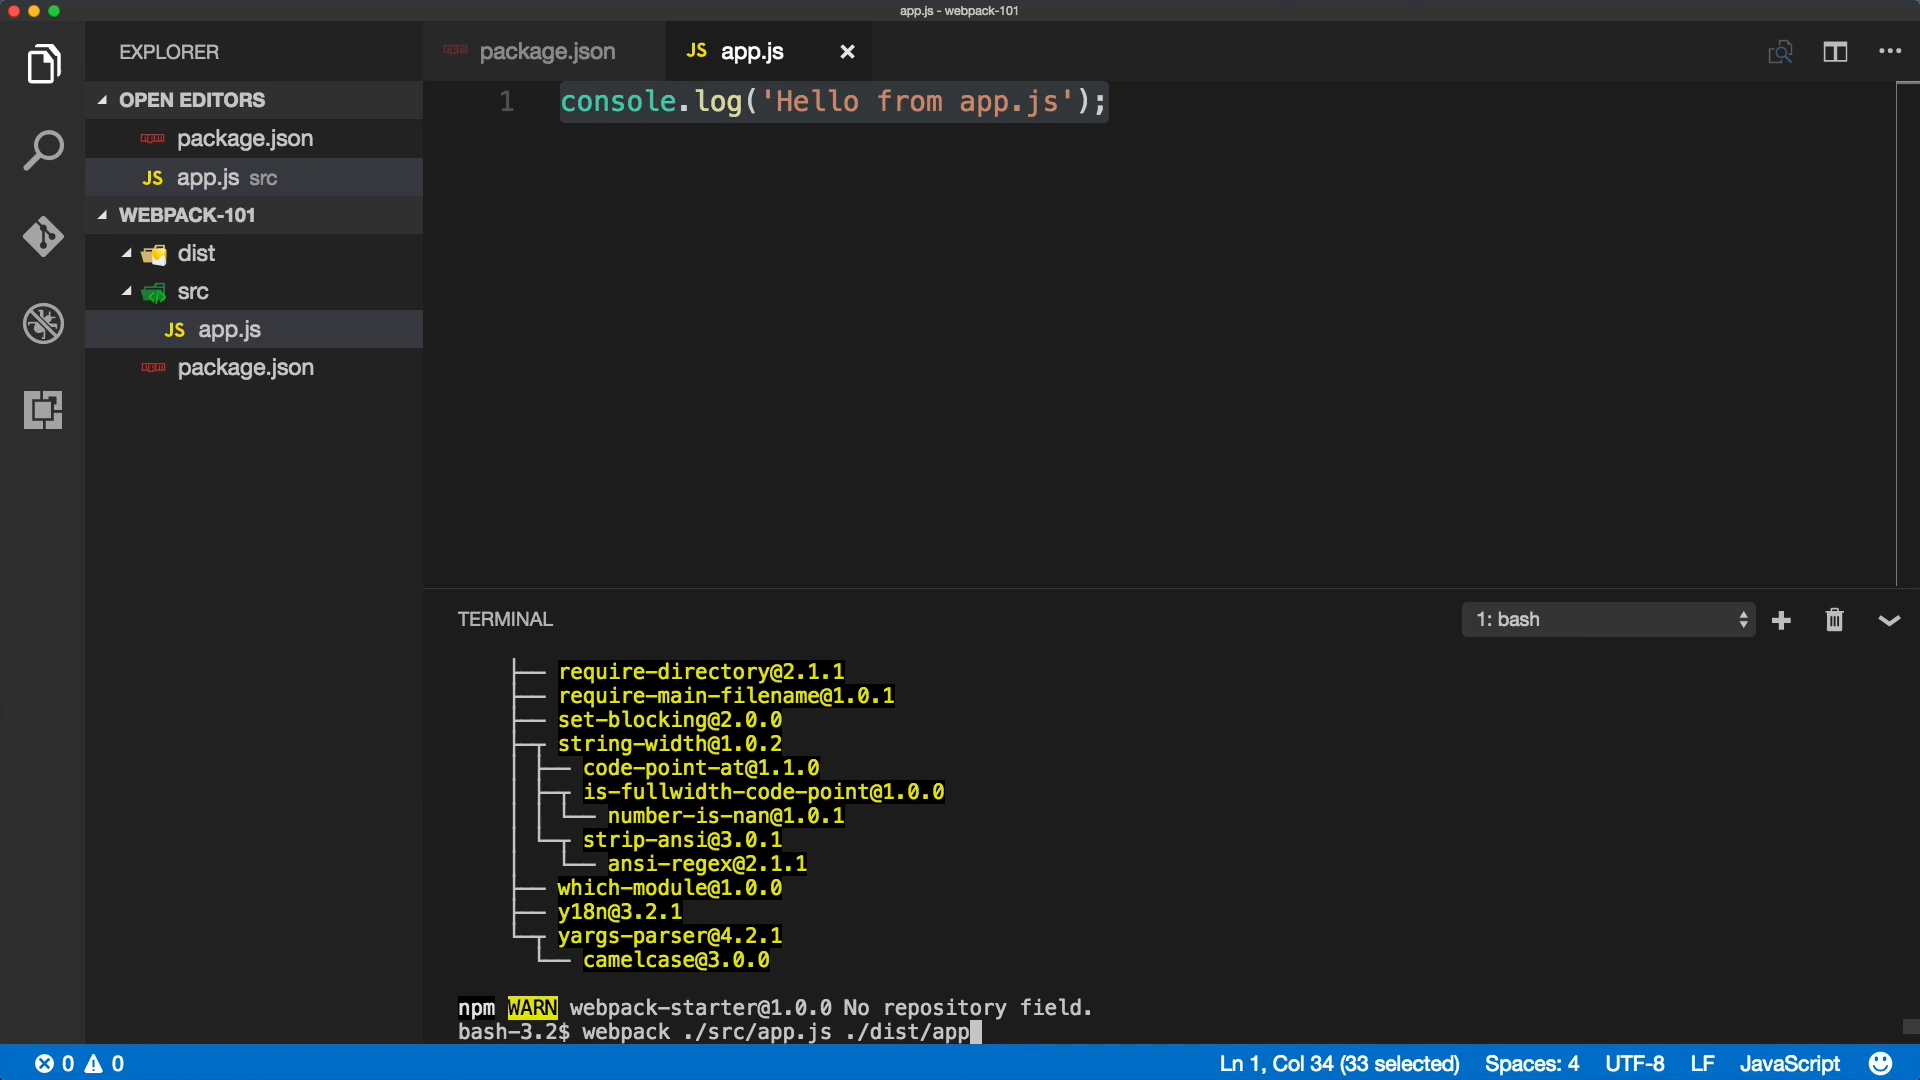 app.js - webpack-101
EXPLORER
package.json
JS app.js
OPEN EDITORS
package.json
JS app.js src
WEBPACK-101
dist
src
JS app.js
package.json
1 console.log('Hello from app.js');
TERMINAL
1: bash
├── require-directory@2.1.1
├── require-main-filename@1.0.1
├── set-blocking@2.0.0
├─┬ string-width@1.0.2
│ ├── code-point-at@1.1.0
│ ├─┬ is-fullwidth-code-point@1.0.0
│ │ └── number-is-nan@1.0.1
│ └─┬ strip-ansi@3.0.1
│   └── ansi-regex@2.1.1
├── which-module@1.0.0
├── y18n@3.2.1
└─┬ yargs-parser@4.2.1
  └── camelcase@3.0.0
npm WARN webpack-starter@1.0.0 No repository field.
bash-3.2$ webpack ./src/app.js ./dist/app
0 0
Ln 1, Col 34 (33 selected) Spaces: 4 UTF-8 LF JavaScript